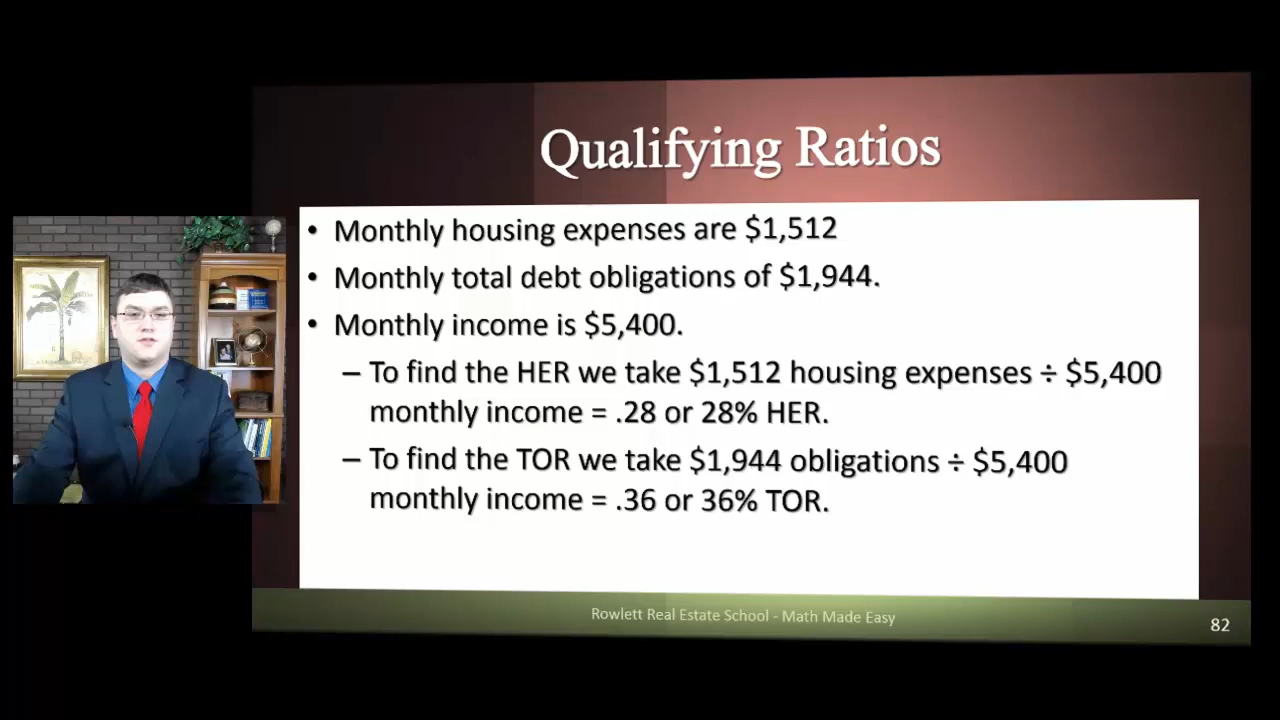 Qualifying Ratios
• Monthly housing expenses are $1,512
• Monthly total debt obligations of $1,944.
• Monthly income is $5,400.
– To find the HER we take $1,512 housing expenses ÷ $5,400
monthly income = .28 or 28% HER.
– To find the TOR we take $1,944 obligations ÷ $5,400
monthly income = .36 or 36% TOR.
Rowlett Real Estate School - Math Made Easy
82